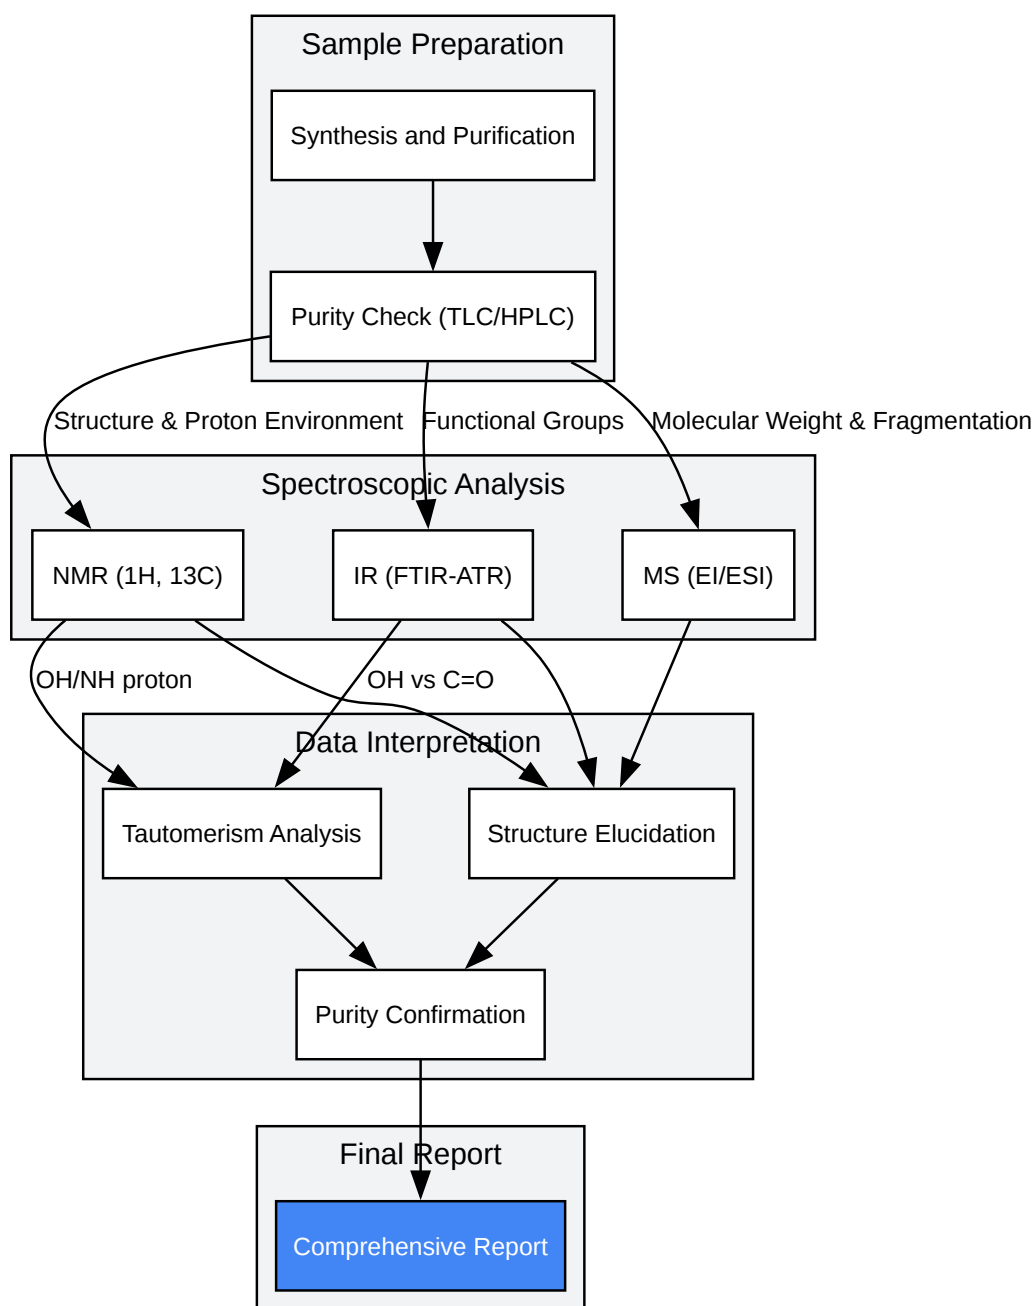 Sample Preparation
Synthesis and Purification
Purity Check (TLC/HPLC)
Structure & Proton Environment
Functional Groups
Molecular Weight & Fragmentation
Spectroscopic Analysis
NMR (1H, 13C)
IR (FTIR-ATR)
MS (EI/ESI)
OH/NH proton
OH vs C=O
Data Interpretation
Tautomerism Analysis
Structure Elucidation
Purity Confirmation
Final Report
Comprehensive Report